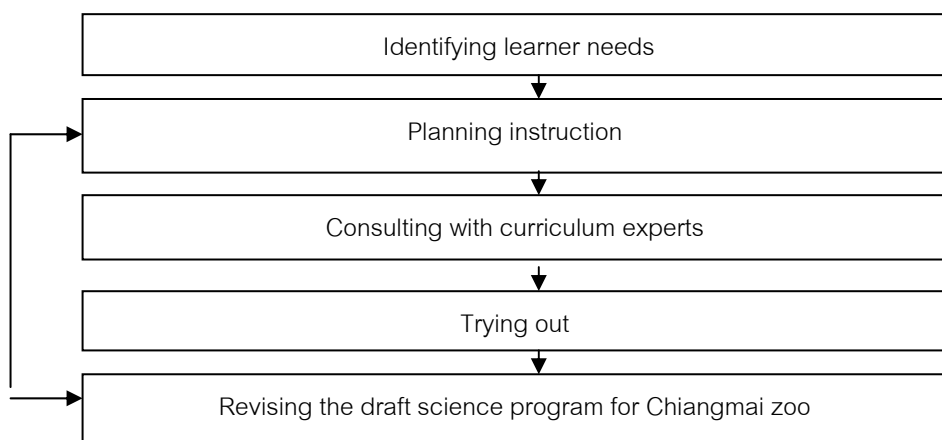 Identifying learner needs
Planning instruction
Consulting with curriculum experts
Trying out
Revising the draft science program for Chiangmai zoo